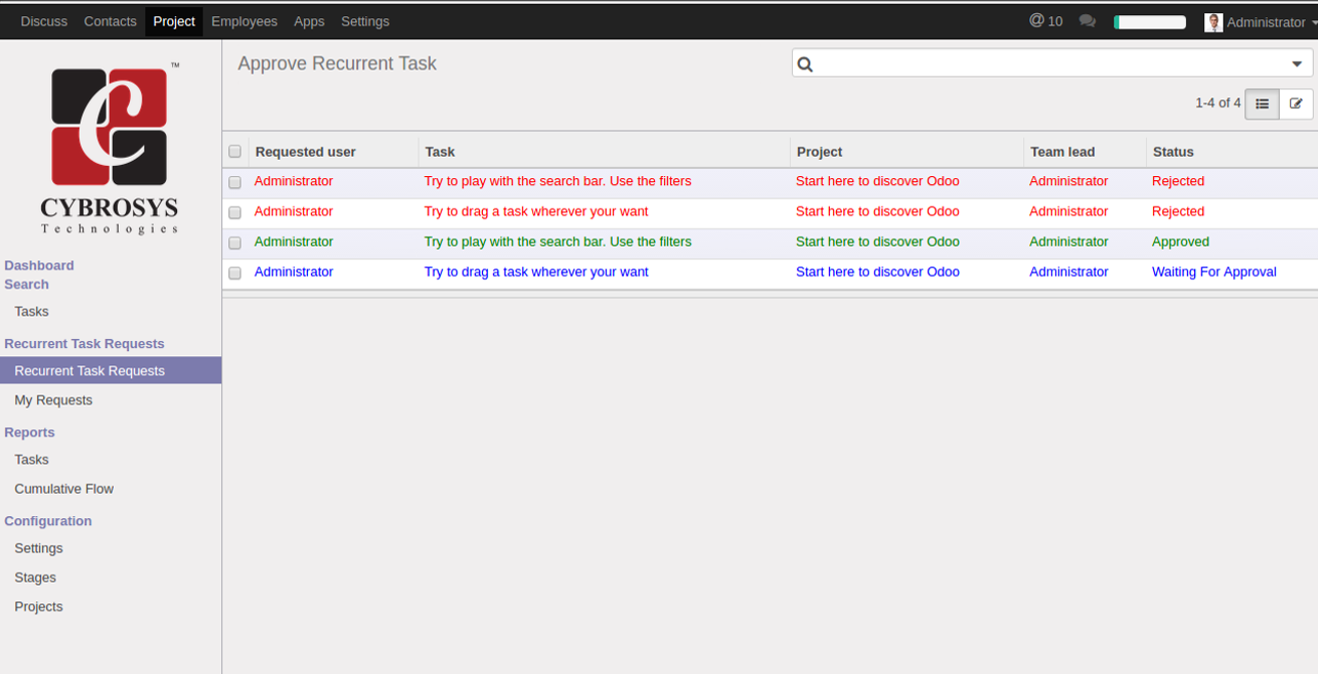 Discuss Contacts Project Employees Apps Settings @ 10 Administrator
Approve Recurrent Task
1-4 of 4
C
™
CYBROSYS
Technologies
Dashboard
Search
Tasks
Recurrent Task Requests
Recurrent Task Requests
My Requests
Reports
Tasks
Cumulative Flow
Configuration
Settings
Stages
Projects
Requested user Task Project Team lead Status
Administrator Try to play with the search bar. Use the filters Start here to discover Odoo Administrator Rejected
Administrator Try to drag a task wherever your want Start here to discover Odoo Administrator Rejected
Administrator Try to play with the search bar. Use the filters Start here to discover Odoo Administrator Approved
Administrator Try to drag a task wherever your want Start here to discover Odoo Administrator Waiting For Approval